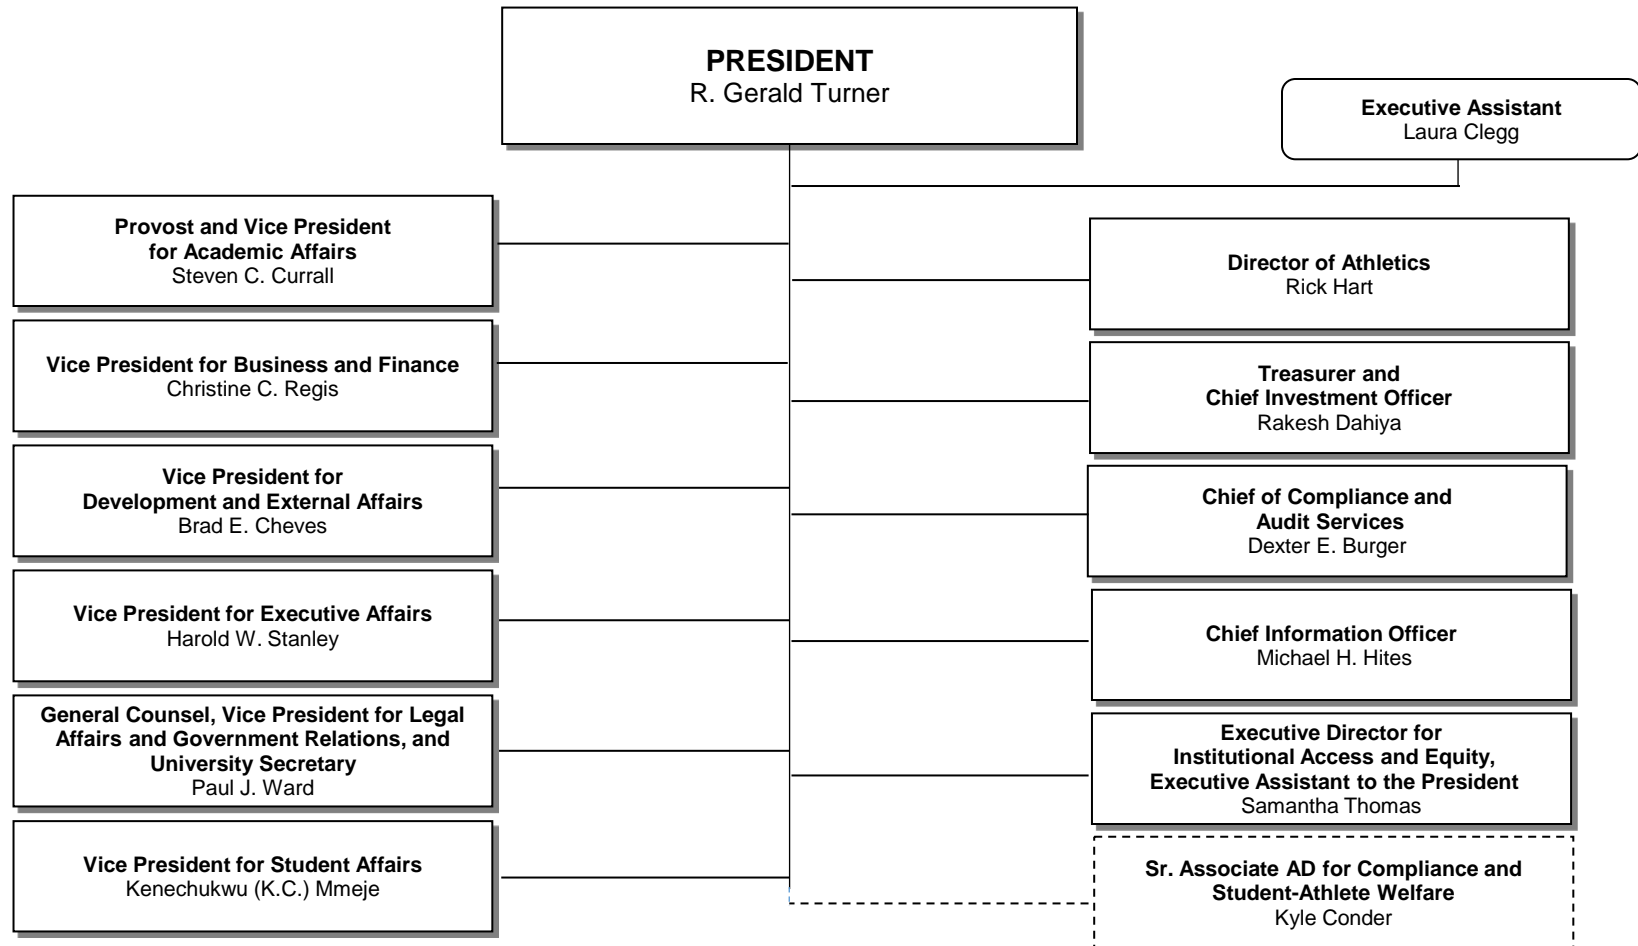 PRESIDENT
R. Gerald Turner
Executive Assistant
Laura Clegg
Provost and Vice President
for Academic Affairs
Steven C. Currall
Vice President for Business and Finance
Christine C. Regis
Vice President for
Development and External Affairs
Brad E. Cheves
Vice President for Executive Affairs
Harold W. Stanley
General Counsel, Vice President for Legal
Affairs and Government Relations, and
University Secretary
Paul J. Ward
Vice President for Student Affairs
Kenechukwu (K.C.) Mmeje
Director of Athletics
Rick Hart
Treasurer and
Chief Investment Officer
Rakesh Dahiya
Chief of Compliance and
Audit Services
Dexter E. Burger
Chief Information Officer
Michael H. Hites
Executive Director for
Institutional Access and Equity,
Executive Assistant to the President
Samantha Thomas
Sr. Associate AD for Compliance and
Student-Athlete Welfare
Kyle Conder